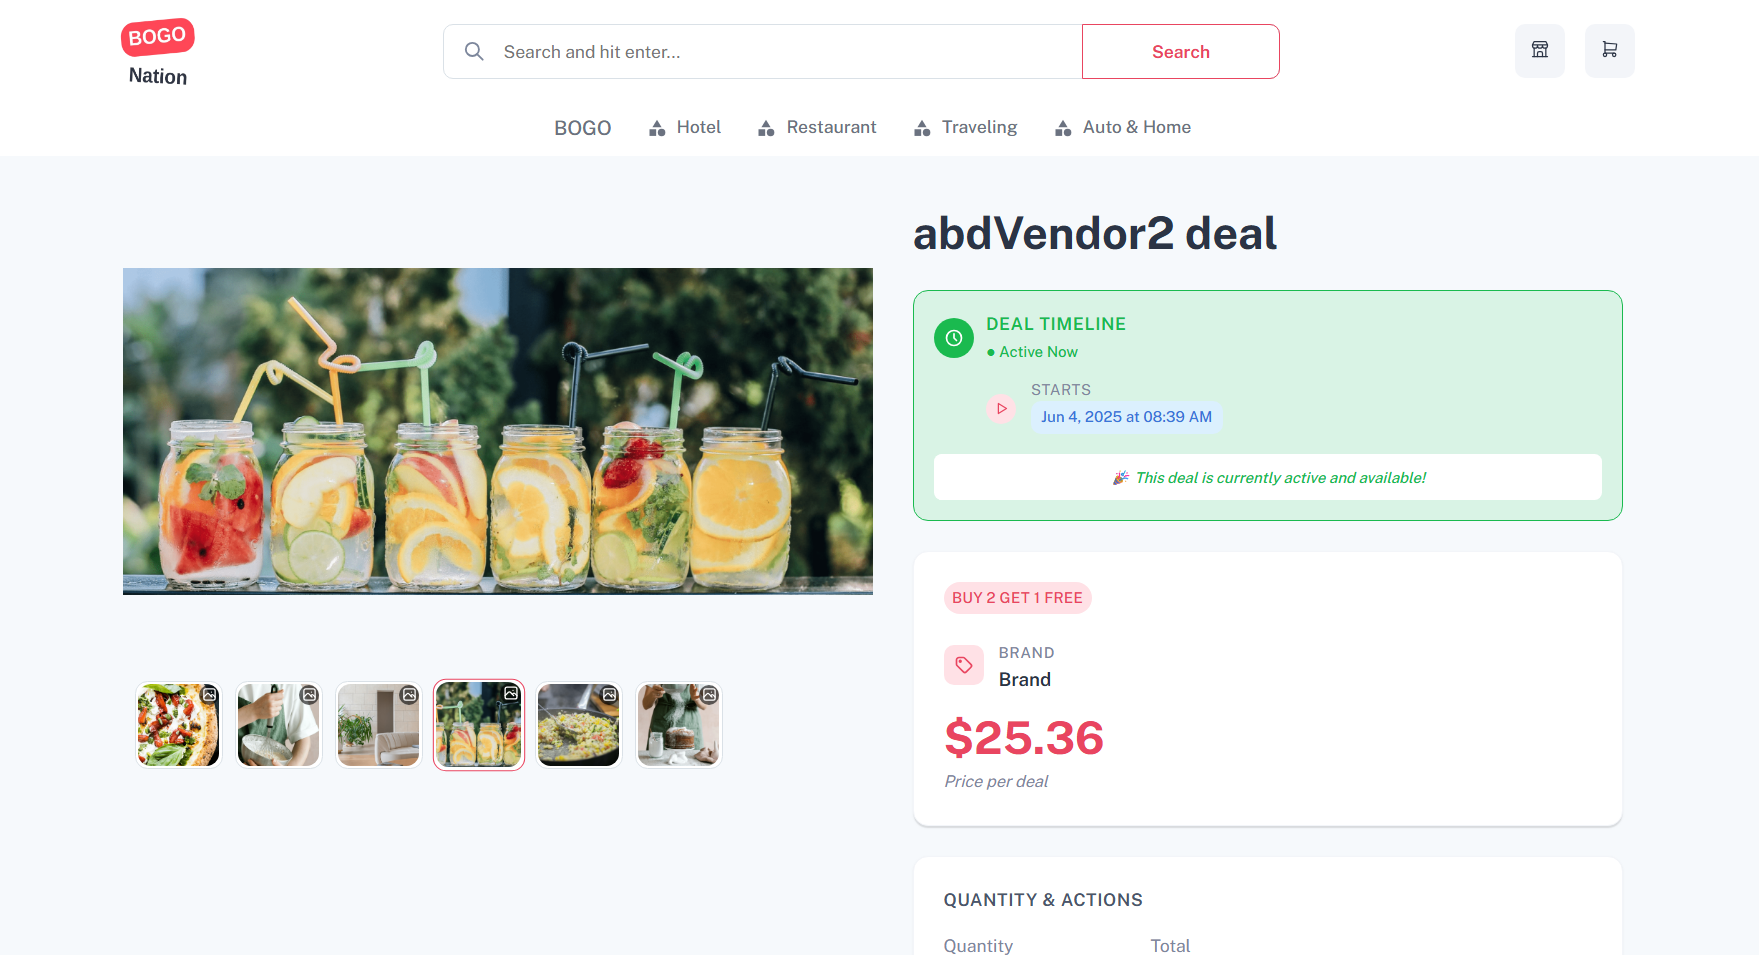 BOGO
Nation
Search and hit enter...
Search
BOGO
Hotel
Restaurant
Traveling
Auto & Home
abdVendor2 deal
DEAL TIMELINE
● Active Now
STARTS
Jun 4, 2025 at 08:39 AM
🎉 This deal is currently active and available!
BUY 2 GET 1 FREE
BRAND
Brand
$25.36
Price per deal
QUANTITY & ACTIONS
Quantity
Total